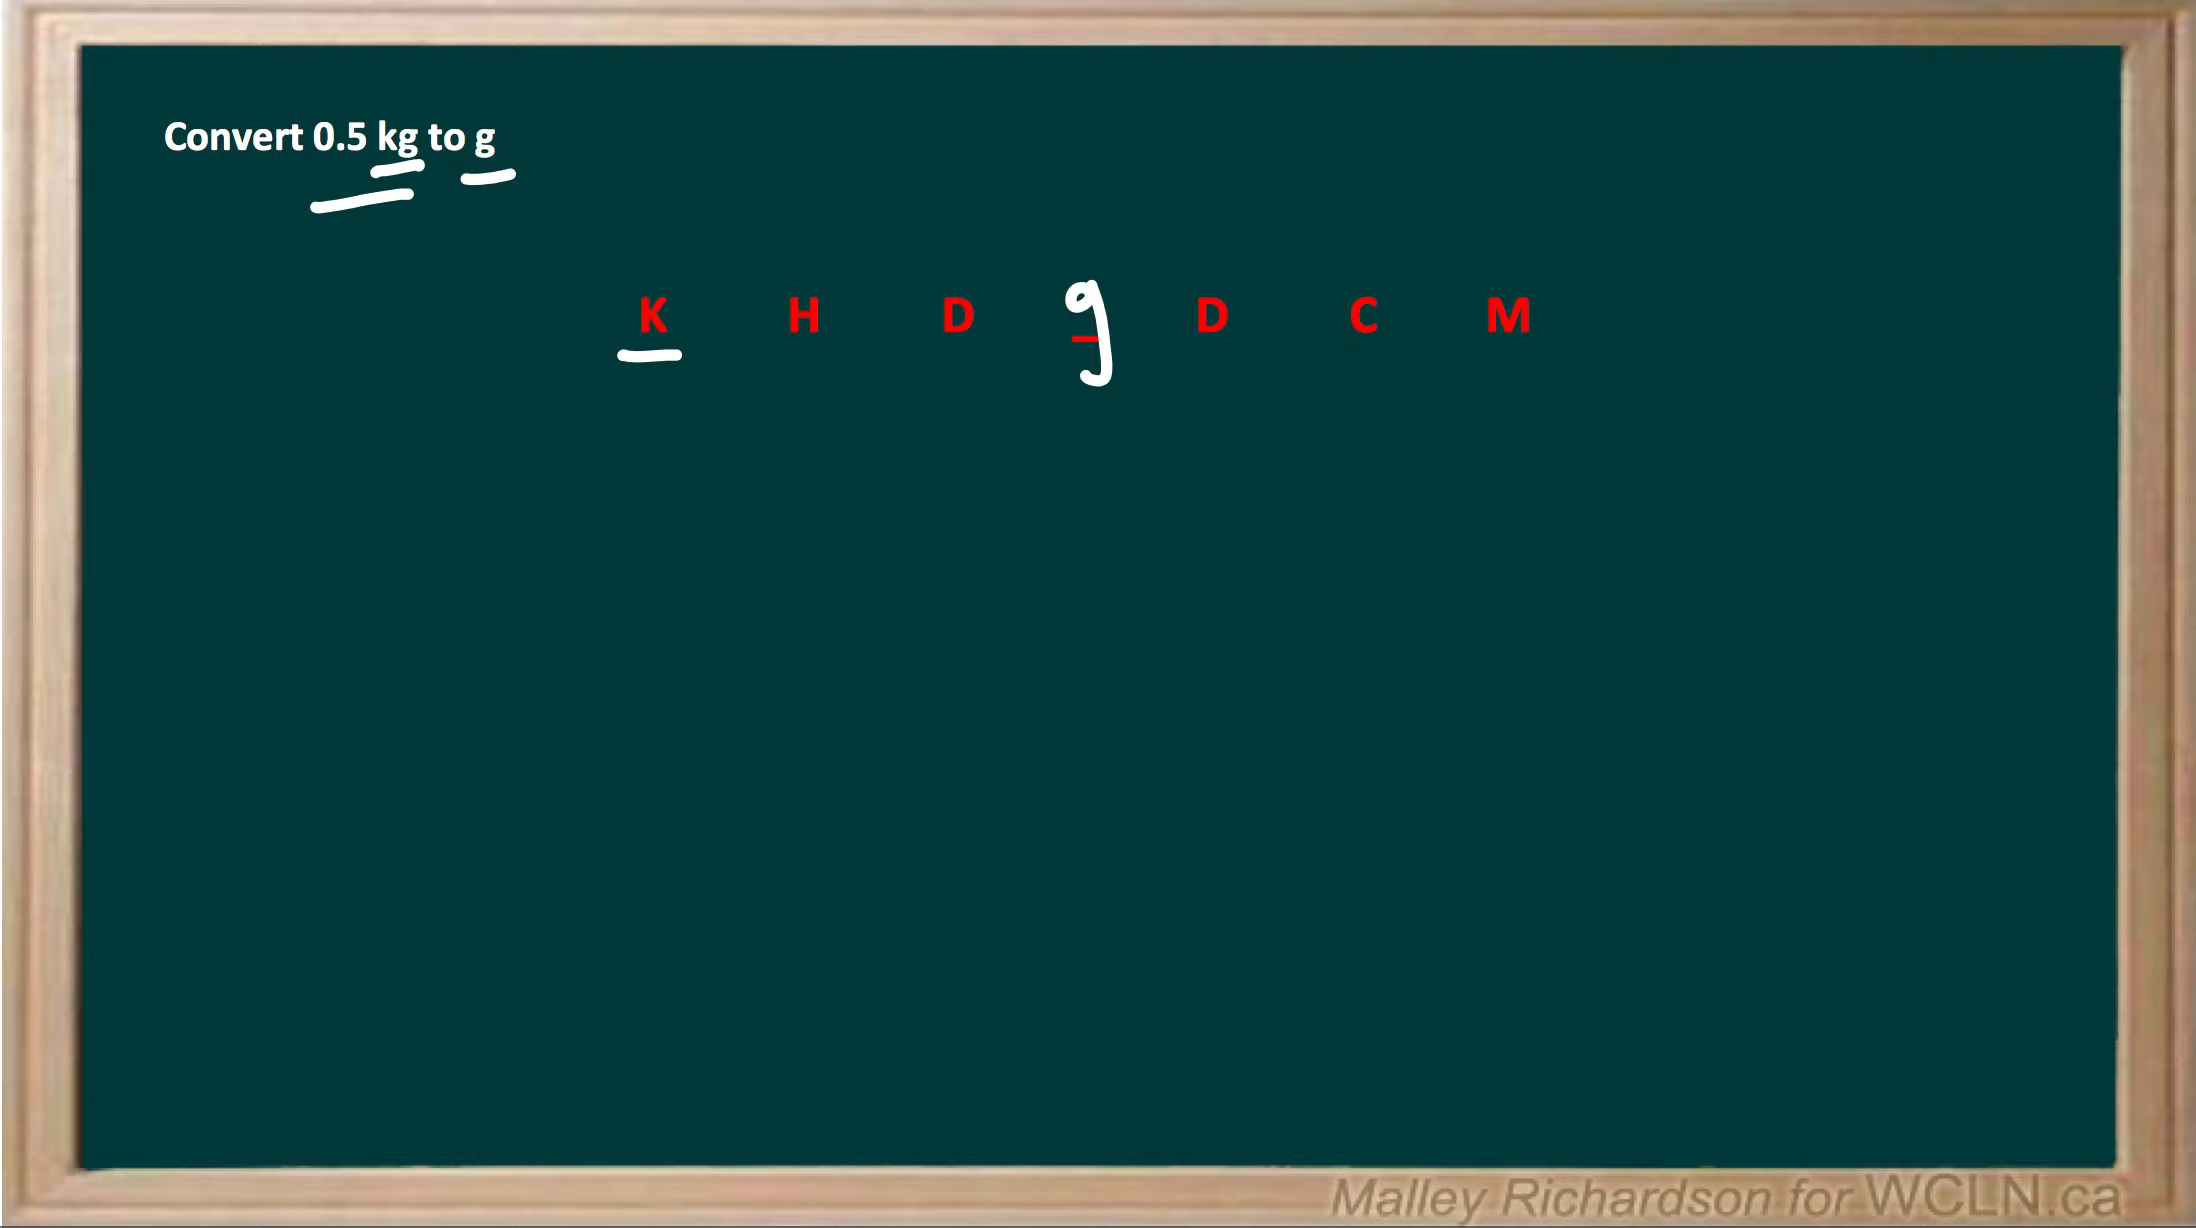 Convert 0.5 kg to g
K H D g D C M
Malley Richardson for WCLN.ca